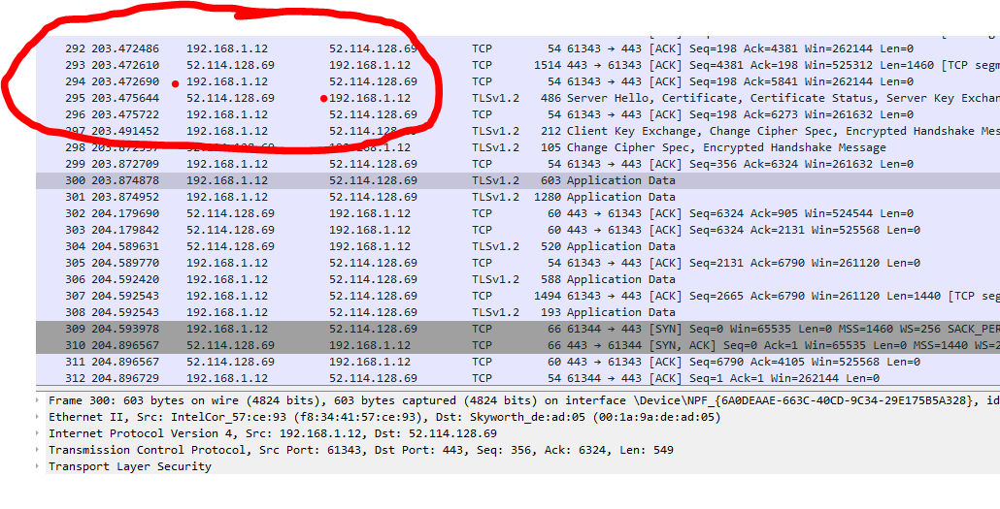 292 203.472486 192.168.1.12 52.114.128.69 TCP 54 61343 → 443 [ACK] Seq=198 Ack=4381 Win=262144 Len=0
293 203.472610 52.114.128.69 192.168.1.12 TCP 1514 443 → 61343 [ACK] Seq=4381 Ack=198 Win=525312 Len=1460 [TCP segm
294 203.472690 192.168.1.12 52.114.128.69 TCP 54 61343 → 443 [ACK] Seq=198 Ack=5841 Win=262144 Len=0
295 203.475644 52.114.128.69 192.168.1.12 TLSv1.2 486 Server Hello, Certificate, Certificate Status, Server Key Exchan
296 203.475722 192.168.1.12 52.114.128.69 TCP 54 61343 → 443 [ACK] Seq=198 Ack=6273 Win=261632 Len=0
297 203.491452 192.168.1.12 52.114.128.69 TLSv1.2 212 Client Key Exchange, Change Cipher Spec, Encrypted Handshake Mes
298 52.114.128.69 192.168.1.12 TLSv1.2 105 Change Cipher Spec, Encrypted Handshake Message
299 203.872709 192.168.1.12 52.114.128.69 TCP 54 61343 → 443 [ACK] Seq=356 Ack=6324 Win=261632 Len=0
300 203.874878 192.168.1.12 52.114.128.69 TLSv1.2 603 Application Data
301 203.874952 192.168.1.12 52.114.128.69 TLSv1.2 1280 Application Data
302 204.179690 52.114.128.69 192.168.1.12 TCP 60 443 → 61343 [ACK] Seq=6324 Ack=905 Win=524544 Len=0
303 204.179842 52.114.128.69 192.168.1.12 TCP 60 443 → 61343 [ACK] Seq=6324 Ack=2131 Win=525568 Len=0
304 204.589631 52.114.128.69 192.168.1.12 TLSv1.2 520 Application Data
305 204.589770 192.168.1.12 52.114.128.69 TCP 54 61343 → 443 [ACK] Seq=2131 Ack=6790 Win=261120 Len=0
306 204.592420 192.168.1.12 52.114.128.69 TLSv1.2 588 Application Data
307 204.592543 192.168.1.12 52.114.128.69 TCP 1494 61343 → 443 [ACK] Seq=2665 Ack=6790 Win=261120 Len=1440 [TCP seg
308 204.592543 192.168.1.12 52.114.128.69 TLSv1.2 193 Application Data
309 204.593978 192.168.1.12 52.114.128.69 TCP 66 61344 → 443 [SYN] Seq=0 Win=65535 Len=0 MSS=1460 WS=256 SACK_PER
310 204.896567 52.114.128.69 192.168.1.12 TCP 66 443 → 61344 [SYN, ACK] Seq=0 Ack=1 Win=65535 Len=0 MSS=1440 WS=2
311 204.896567 52.114.128.69 192.168.1.12 TCP 60 443 → 61343 [ACK] Seq=6790 Ack=4105 Win=525568 Len=0
312 204.896729 192.168.1.12 52.114.128.69 TCP 54 61344 → 443 [ACK] Seq=1 Ack=1 Win=262144 Len=0
Frame 300: 603 bytes on wire (4824 bits), 603 bytes captured (4824 bits) on interface \Device\NPF_{6A0DEAAE-663C-40CD-9C34-29E175B5A328}, id
Ethernet II, Src: IntelCor_57:ce:93 (f8:34:41:57:ce:93), Dst: Skyworth_de:ad:05 (00:1a:9a:de:ad:05)
Internet Protocol Version 4, Src: 192.168.1.12, Dst: 52.114.128.69
Transmission Control Protocol, Src Port: 61343, Dst Port: 443, Seq: 356, Ack: 6324, Len: 549
Transport Layer Security